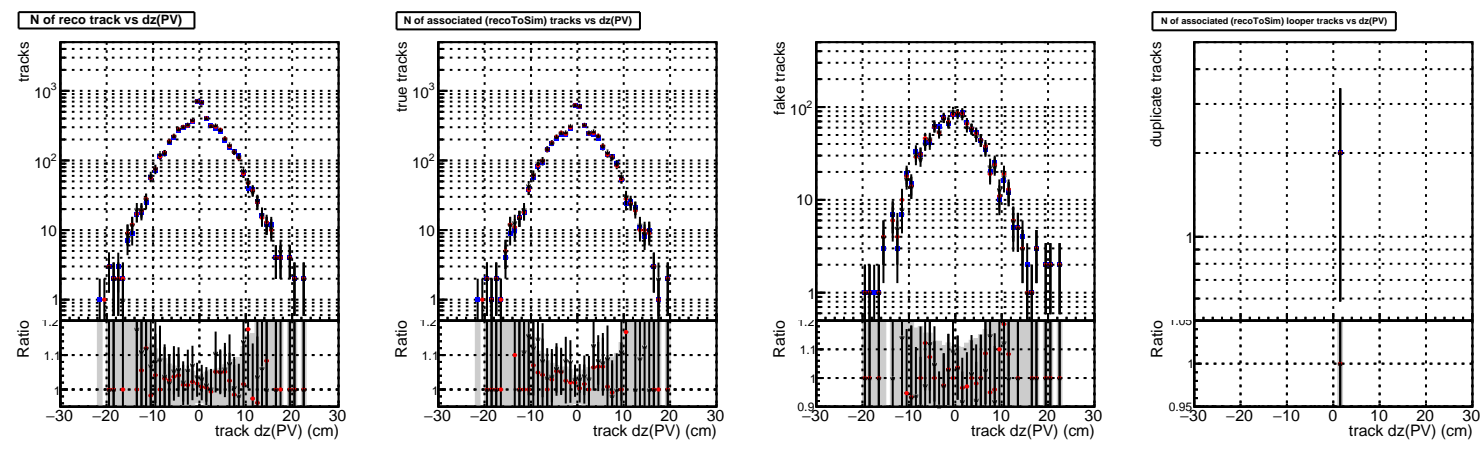 N of reco track vs dz(PV)
tracks
10³
10²
10
1
Ratio
1.2
1.1
1
−30 −20 −10 0 10 20 30
track dz(PV) (cm)
N of associated (recoToSim) tracks vs dz(PV)
true tracks
10³
10²
10
1
Ratio
1.2
1.1
1
−30 −20 −10 0 10 20 30
track dz(PV) (cm)
fake tracks
10²
10
1
Ratio
1.2
1.1
1
0.9
−30 −20 −10 0 10 20 30
track dz(PV) (cm)
N of associated (recoToSim) looper tracks vs dz(PV)
duplicate tracks
1
Ratio
1.05
1
0.95
−30 −20 −10 0 10 20 30
track dz(PV) (cm)